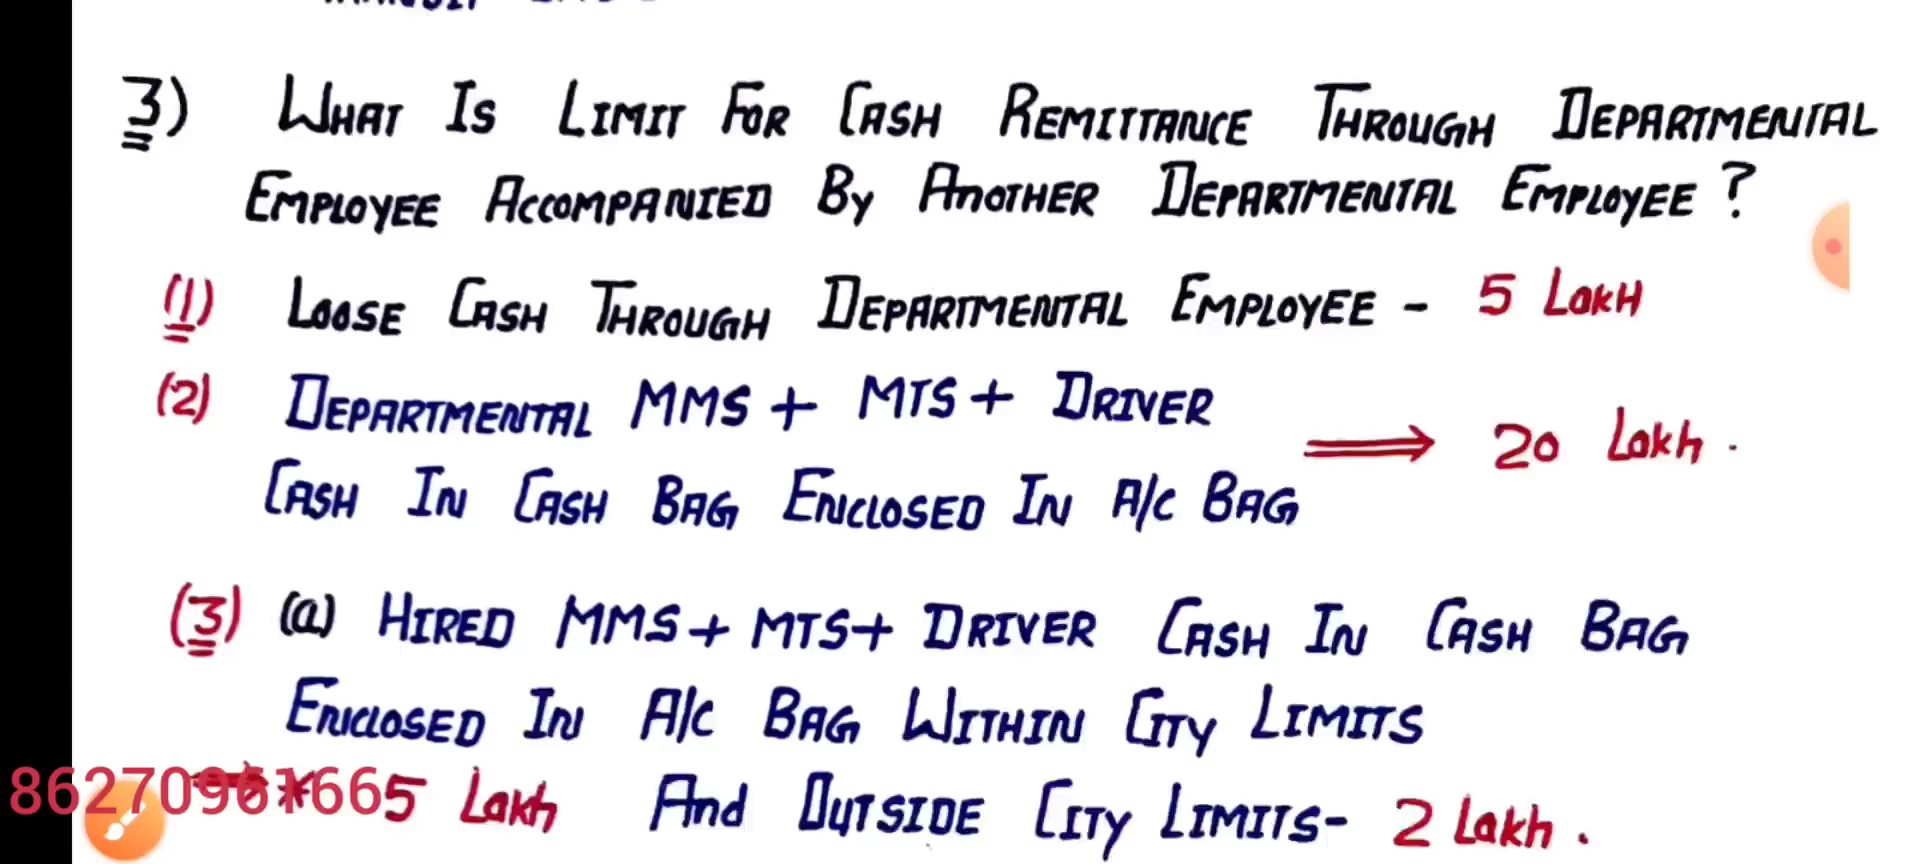 3) WHAT IS LIMIT FOR CASH REMITTANCE THROUGH DEPARTMENTAL
EMPLOYEE ACCOMPANIED BY ANOTHER DEPARTMENTAL EMPLOYEE ?
(1) LOOSE CASH THROUGH DEPARTMENTAL EMPLOYEE - 5 LakH
(2) DEPARTMENTAL MMS + MTS + DRIVER
CASH IN CASH BAG ENCLOSED IN A/C BAG ⟹ 20 Lakh .
(3) (a) HIRED MMS + MTS + DRIVER CASH IN CASH BAG
ENCLOSED IN A/C BAG WITHIN CITY LIMITS
* 5 Lakh And OUTSIDE CITY LIMITS - 2 Lakh .
8627096166